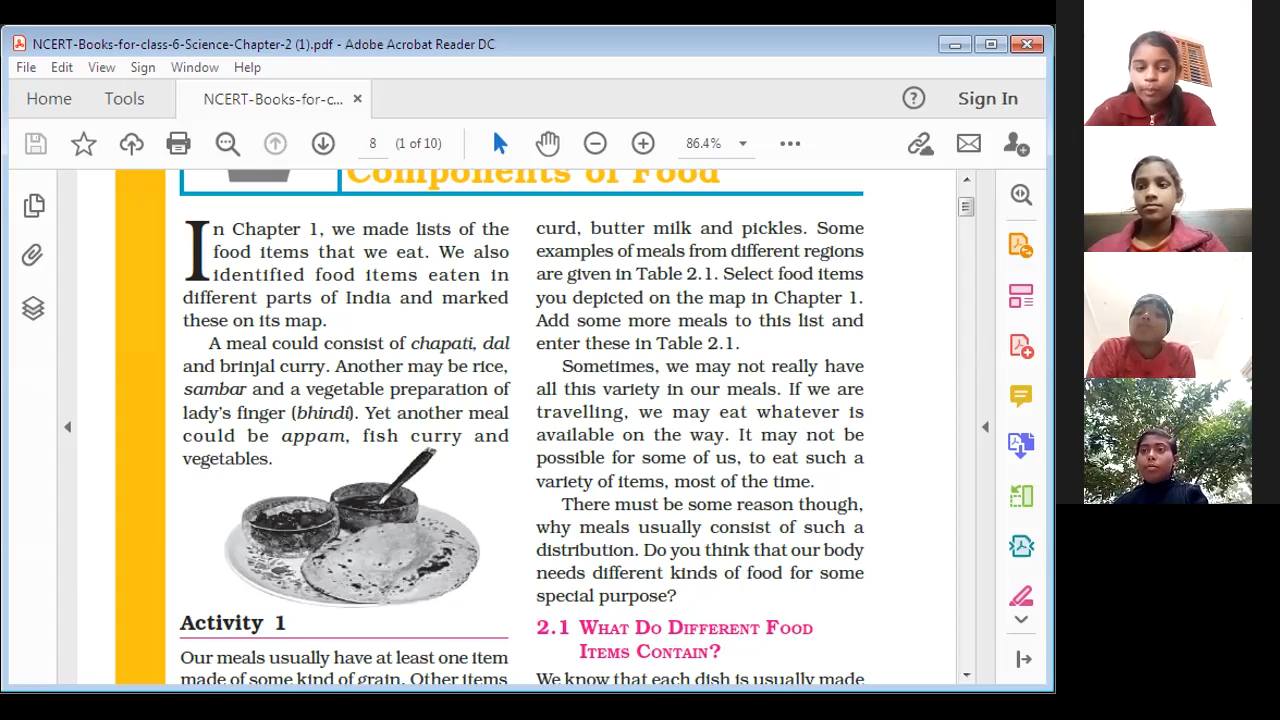 NCERT-Books-for-class-6-Science-Chapter-2 (1).pdf - Adobe Acrobat Reader DC
File Edit View Sign Window Help
Home Tools NCERT-Books-for-c... Sign In
8 (1 of 10) 86.4%
Components of Food
In Chapter 1, we made lists of the
food items that we eat. We also
identified food items eaten in
different parts of India and marked
these on its map.
A meal could consist of chapati, dal
and brinjal curry. Another may be rice,
sambar and a vegetable preparation of
lady's finger (bhindi). Yet another meal
could be appam, fish curry and
vegetables.
Activity 1
Our meals usually have at least one item
made of some kind of grain. Other items
curd, butter milk and pickles. Some
examples of meals from different regions
are given in Table 2.1. Select food items
you depicted on the map in Chapter 1.
Add some more meals to this list and
enter these in Table 2.1.
Sometimes, we may not really have
all this variety in our meals. If we are
travelling, we may eat whatever is
available on the way. It may not be
possible for some of us, to eat such a
variety of items, most of the time.
There must be some reason though,
why meals usually consist of such a
distribution. Do you think that our body
needs different kinds of food for some
special purpose?
2.1 WHAT DO DIFFERENT FOOD
ITEMS CONTAIN?
We know that each dish is usually made